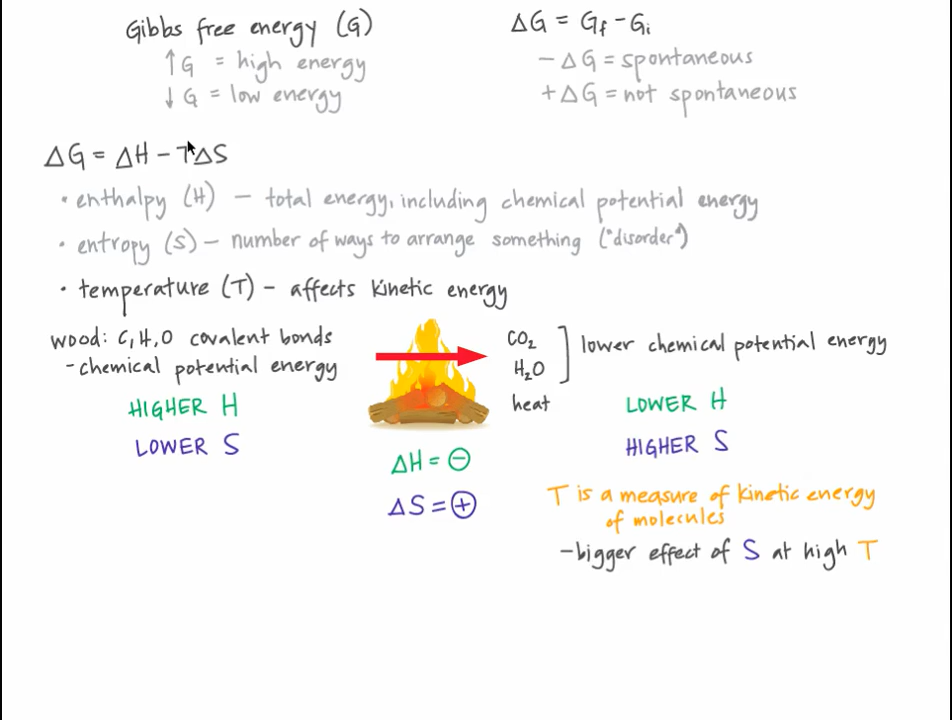 Gibbs free energy (G)
↑G = high energy
↓G = low energy
ΔG = Gf - Gi
- ΔG = spontaneous
+ ΔG = not spontaneous
ΔG = ΔH - TΔS
• enthalpy (H) - total energy, including chemical potential energy
• entropy (S) - number of ways to arrange something ("disorder")
• temperature (T) - affects kinetic energy
wood: C, H, O covalent bonds
- chemical potential energy
HIGHER H
LOWER S
CO₂
H₂O
heat
] lower chemical potential energy
LOWER H
HIGHER S
ΔH = ⊖
ΔS = ⊕
T is a measure of kinetic energy
of molecules
- bigger effect of S at high T